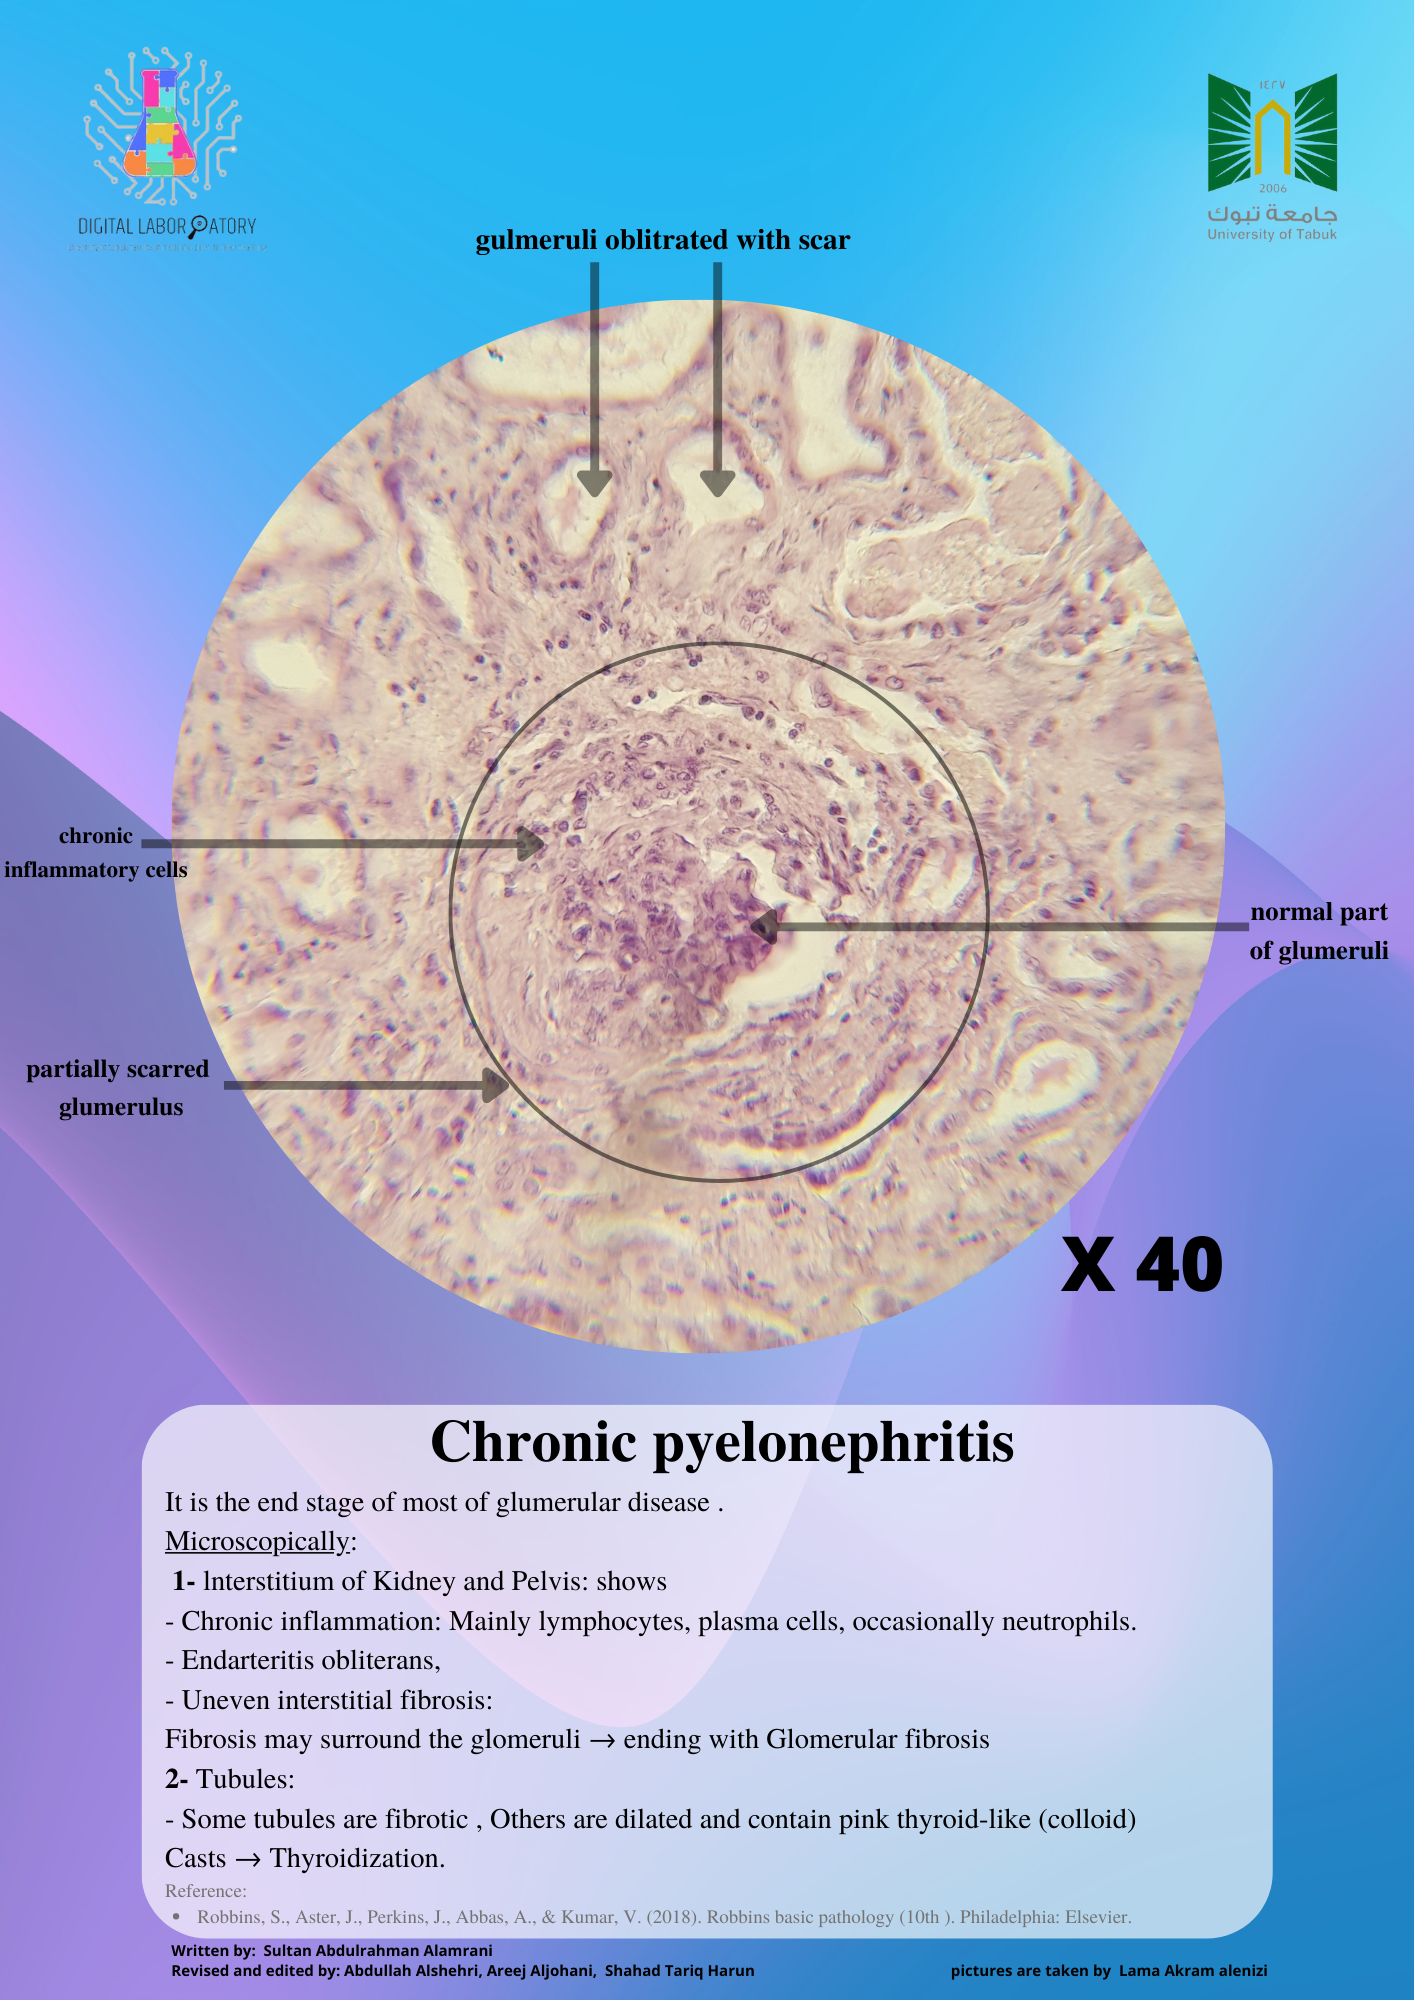 DIGITAL LABORATORY
١٤٢٧
2006
جامعة تبوك
University of Tabuk
gulmeruli oblitrated with scar
chronic
inflammatory cells
normal part
of glumeruli
partially scarred
glumerulus
X 40
Chronic pyelonephritis
It is the end stage of most of glumerular disease .
Microscopically:
1- lnterstitium of Kidney and Pelvis: shows
- Chronic inflammation: Mainly lymphocytes, plasma cells, occasionally neutrophils.
- Endarteritis obliterans,
- Uneven interstitial fibrosis:
Fibrosis may surround the glomeruli → ending with Glomerular fibrosis
2- Tubules:
- Some tubules are fibrotic , Others are dilated and contain pink thyroid-like (colloid)
Casts → Thyroidization.
Reference:
• Robbins, S., Aster, J., Perkins, J., Abbas, A., & Kumar, V. (2018). Robbins basic pathology (10th ). Philadelphia: Elsevier.
Written by: Sultan Abdulrahman Alamrani
Revised and edited by: Abdullah Alshehri, Areej Aljohani, Shahad Tariq Harun
pictures are taken by Lama Akram alenizi